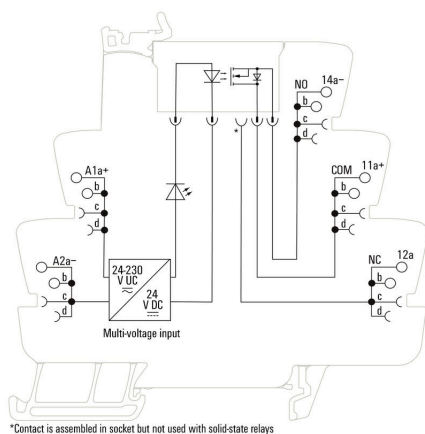 NO 14a–
b
c
d
*
COM 11a+
b
c
d
A1a+
b
c
d
A2a–
b
c
d
24-230
V UC
24
V DC
Multi-voltage input
NC 12a
b
c
d
*Contact is assembled in socket but not used with solid-state relays